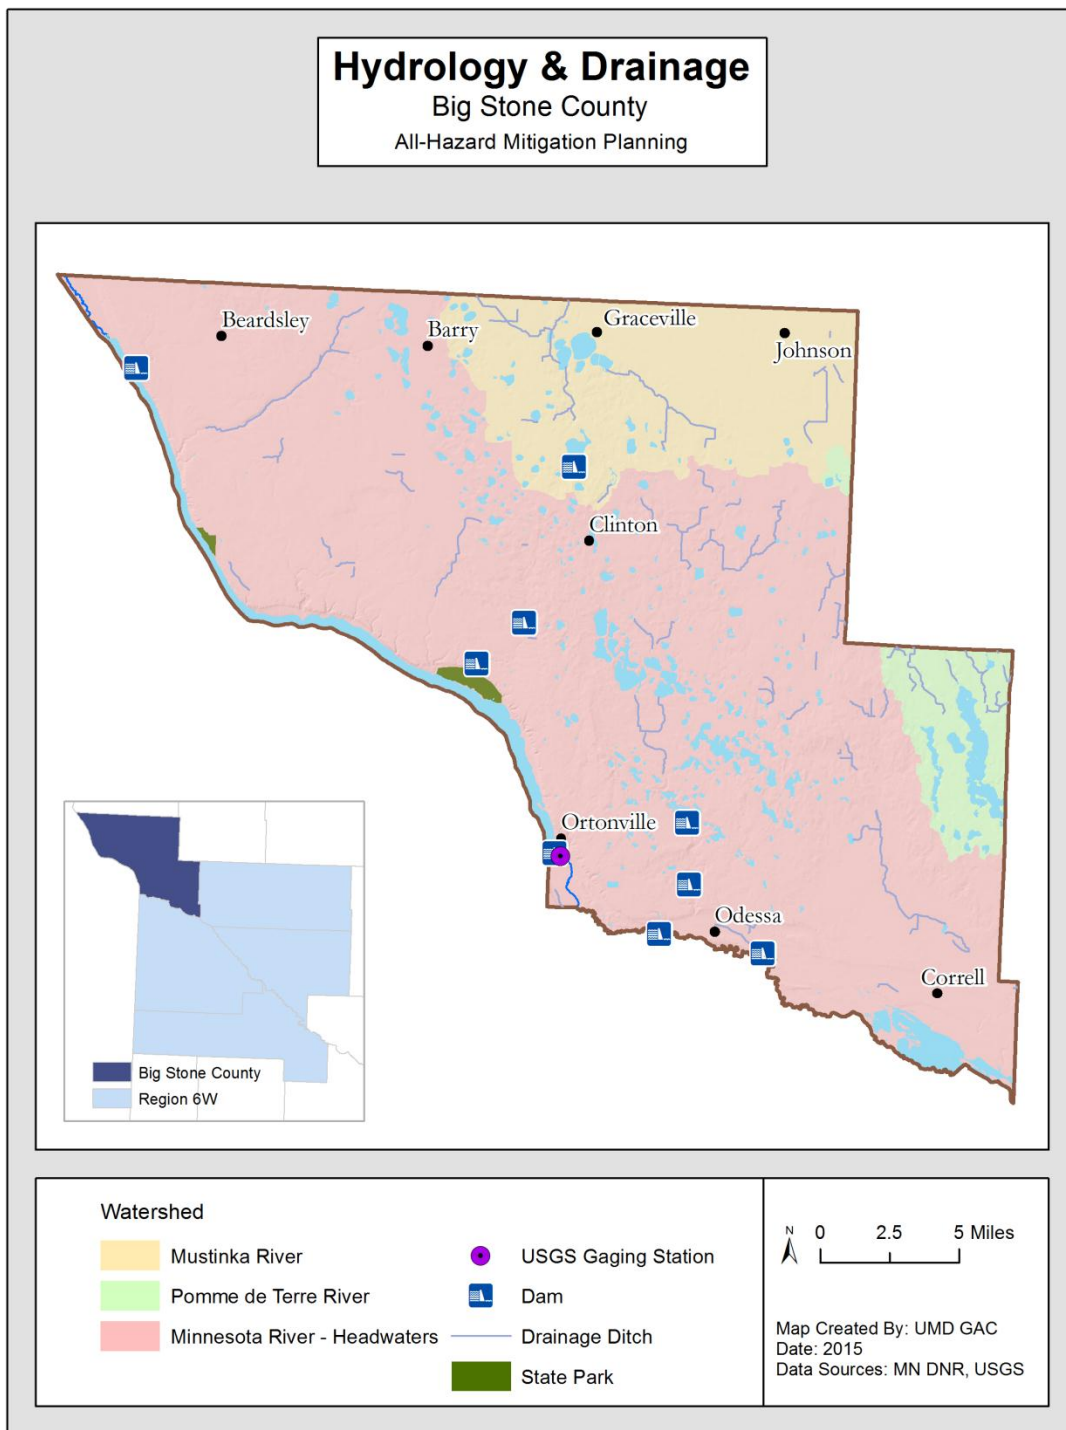 Hydrology & Drainage
Big Stone County
All-Hazard Mitigation Planning
Beardsley
Barry
Graceville
Johnson
Clinton
Ortonville
Odessa
Correll
Big Stone County
Region 6W
Watershed
Mustinka River
Pomme de Terre River
Minnesota River - Headwaters
USGS Gaging Station
Dam
Drainage Ditch
State Park
N
0 2.5 5 Miles
Map Created By: UMD GAC
Date: 2015
Data Sources: MN DNR, USGS